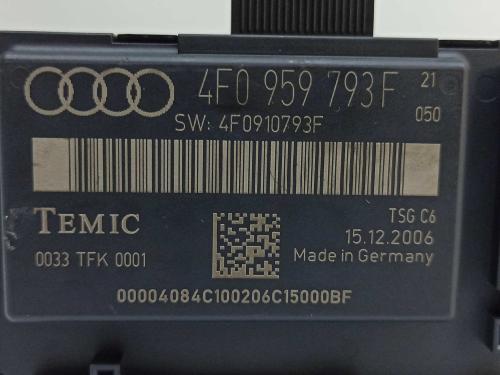 4F0 959 793F 21
050
SW: 4F0910793F
TEMIC
TSG C6
15.12.2006
0033 TFK 0001
Made in Germany
00004084C100206C15000BF